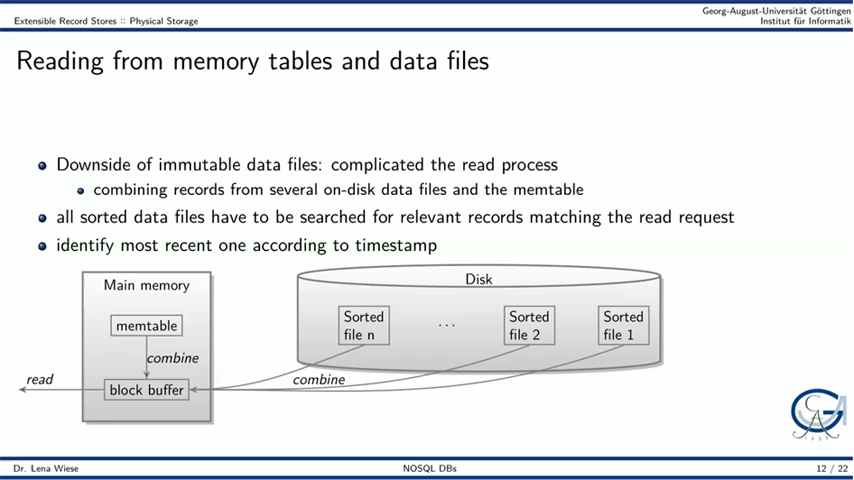 Georg-August-Universität Göttingen
Extensible Record Stores :: Physical Storage
Institut für Informatik
Reading from memory tables and data files
Downside of immutable data files: complicated the read process
combining records from several on-disk data files and the memtable
all sorted data files have to be searched for relevant records matching the read request
identify most recent one according to timestamp
Disk
Main memory
memtable
Sorted
file n
. . .
Sorted
file 2
Sorted
file 1
combine
read
block buffer
combine
Dr. Lena Wiese
NOSQL DBs
12 / 22